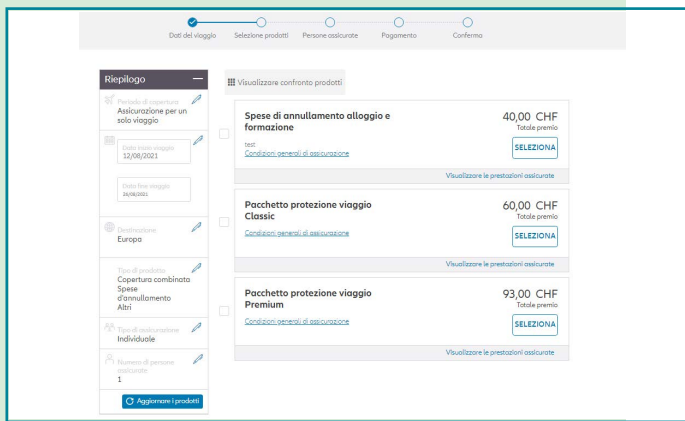 Dati del viaggio
Selezione prodotti
Persone assicurate
Pagamento
Conferma
Riepilogo
Periodo di copertura
Assicurazione per un
solo viaggio
Data inizio viaggio
12/08/2021
Data fine viaggio
Destinazione
Europa
Tipo di prodotto
Copertura combinata
Spese
d'annullamento
Altri
Tipo di assicurazione
Individuale
Numero di persone
assicurate
1
Aggiornare i prodotti
Visualizzare confronto prodotti
Spese di annullamento alloggio e
formazione
test
Condizioni generali di assicurazione
40,00 CHF
Totale premio
SELEZIONA
Visualizzare le prestazioni assicurate
Pacchetto protezione viaggio
Classic
Condizioni generali di assicurazione
60,00 CHF
Totale premio
SELEZIONA
Visualizzare le prestazioni assicurate
Pacchetto protezione viaggio
Premium
Condizioni generali di assicurazione
93,00 CHF
Totale premio
SELEZIONA
Visualizzare le prestazioni assicurate